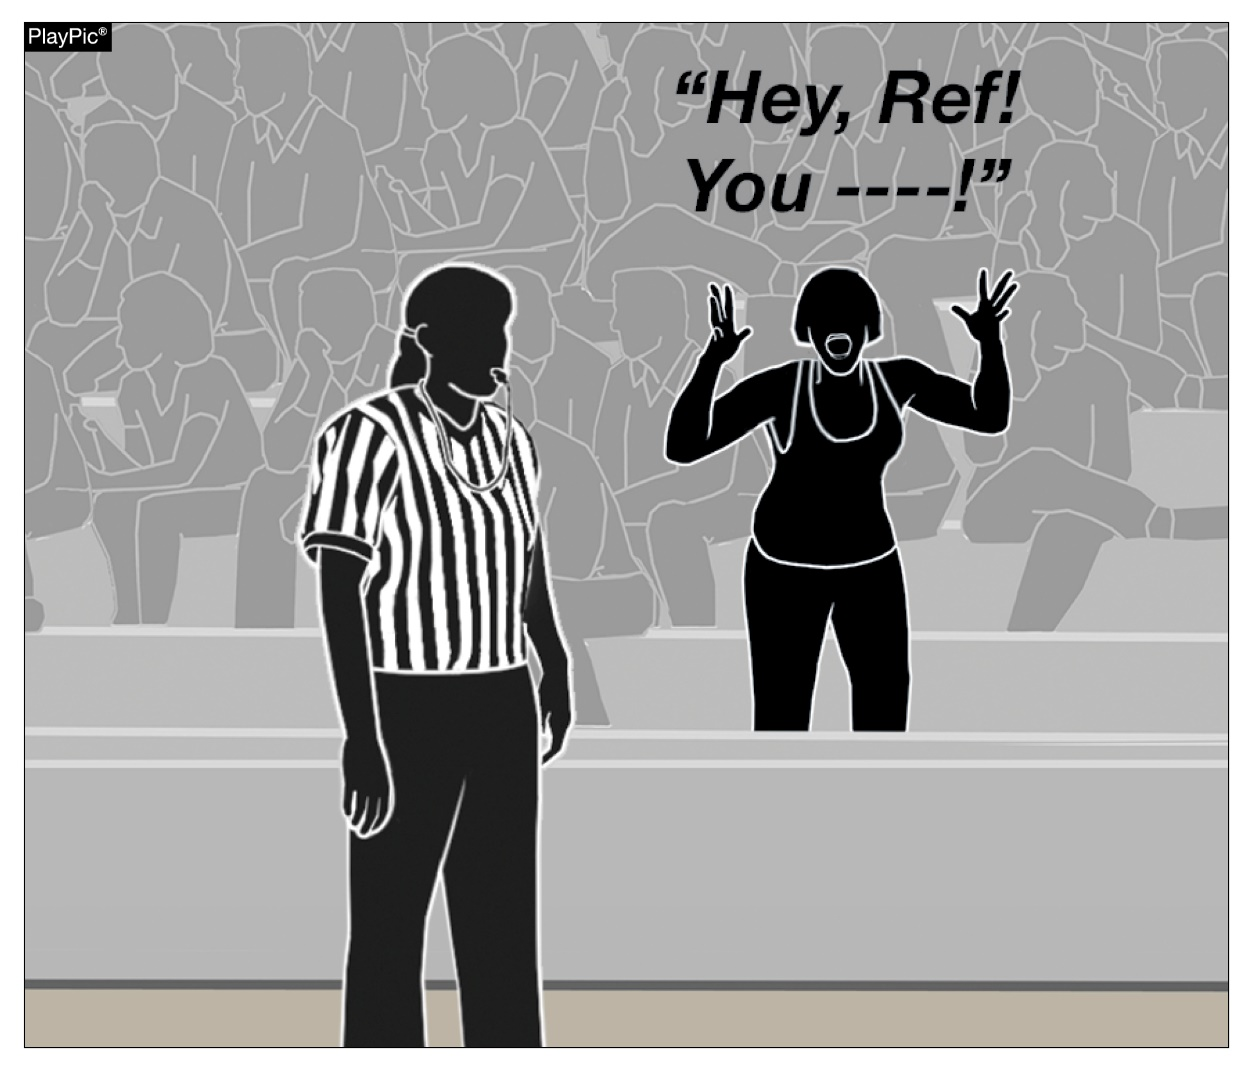 PlayPic®
“Hey, Ref!
You ----!”